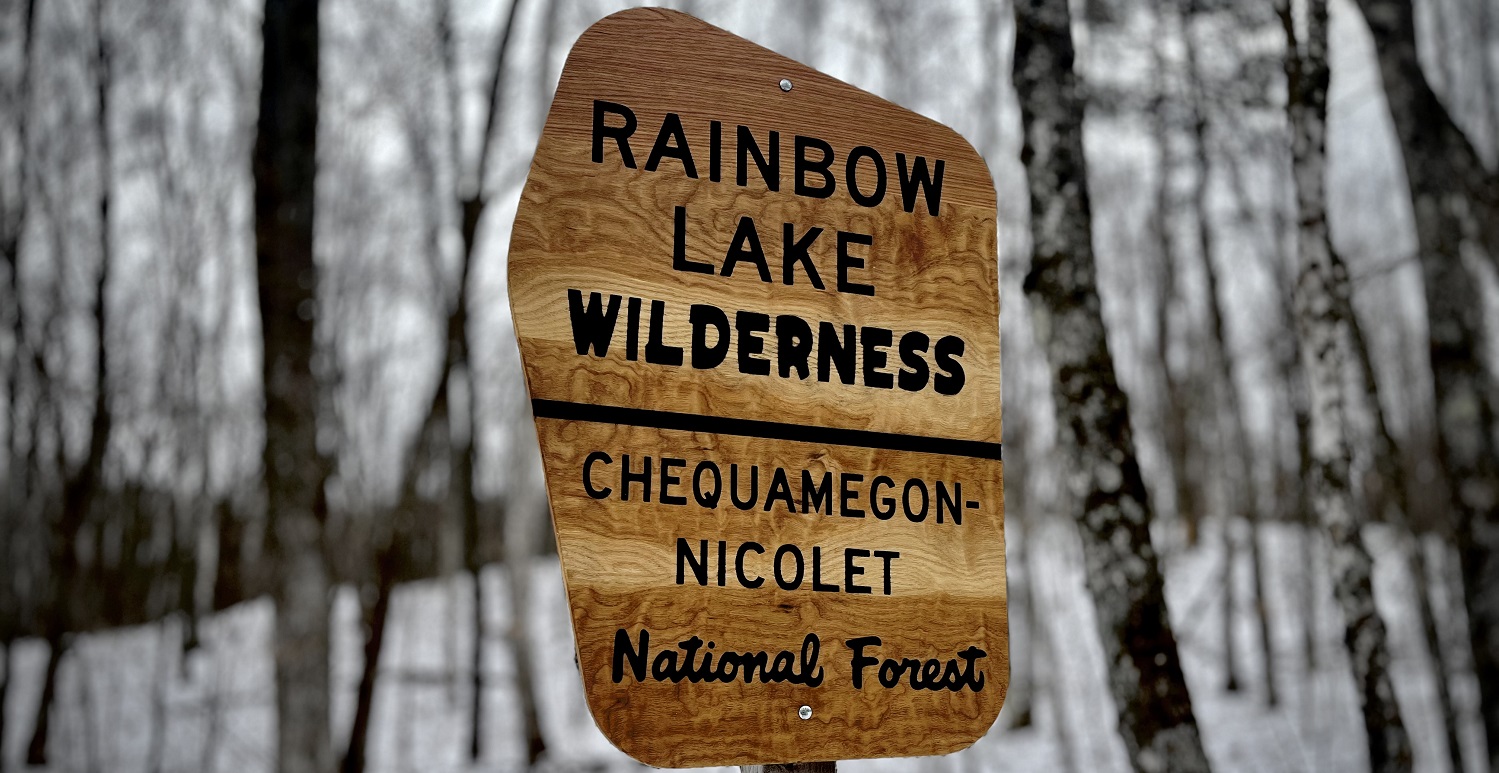 RAINBOW
LAKE
WILDERNESS
CHEQUAMEGON-
NICOLET
National Forest